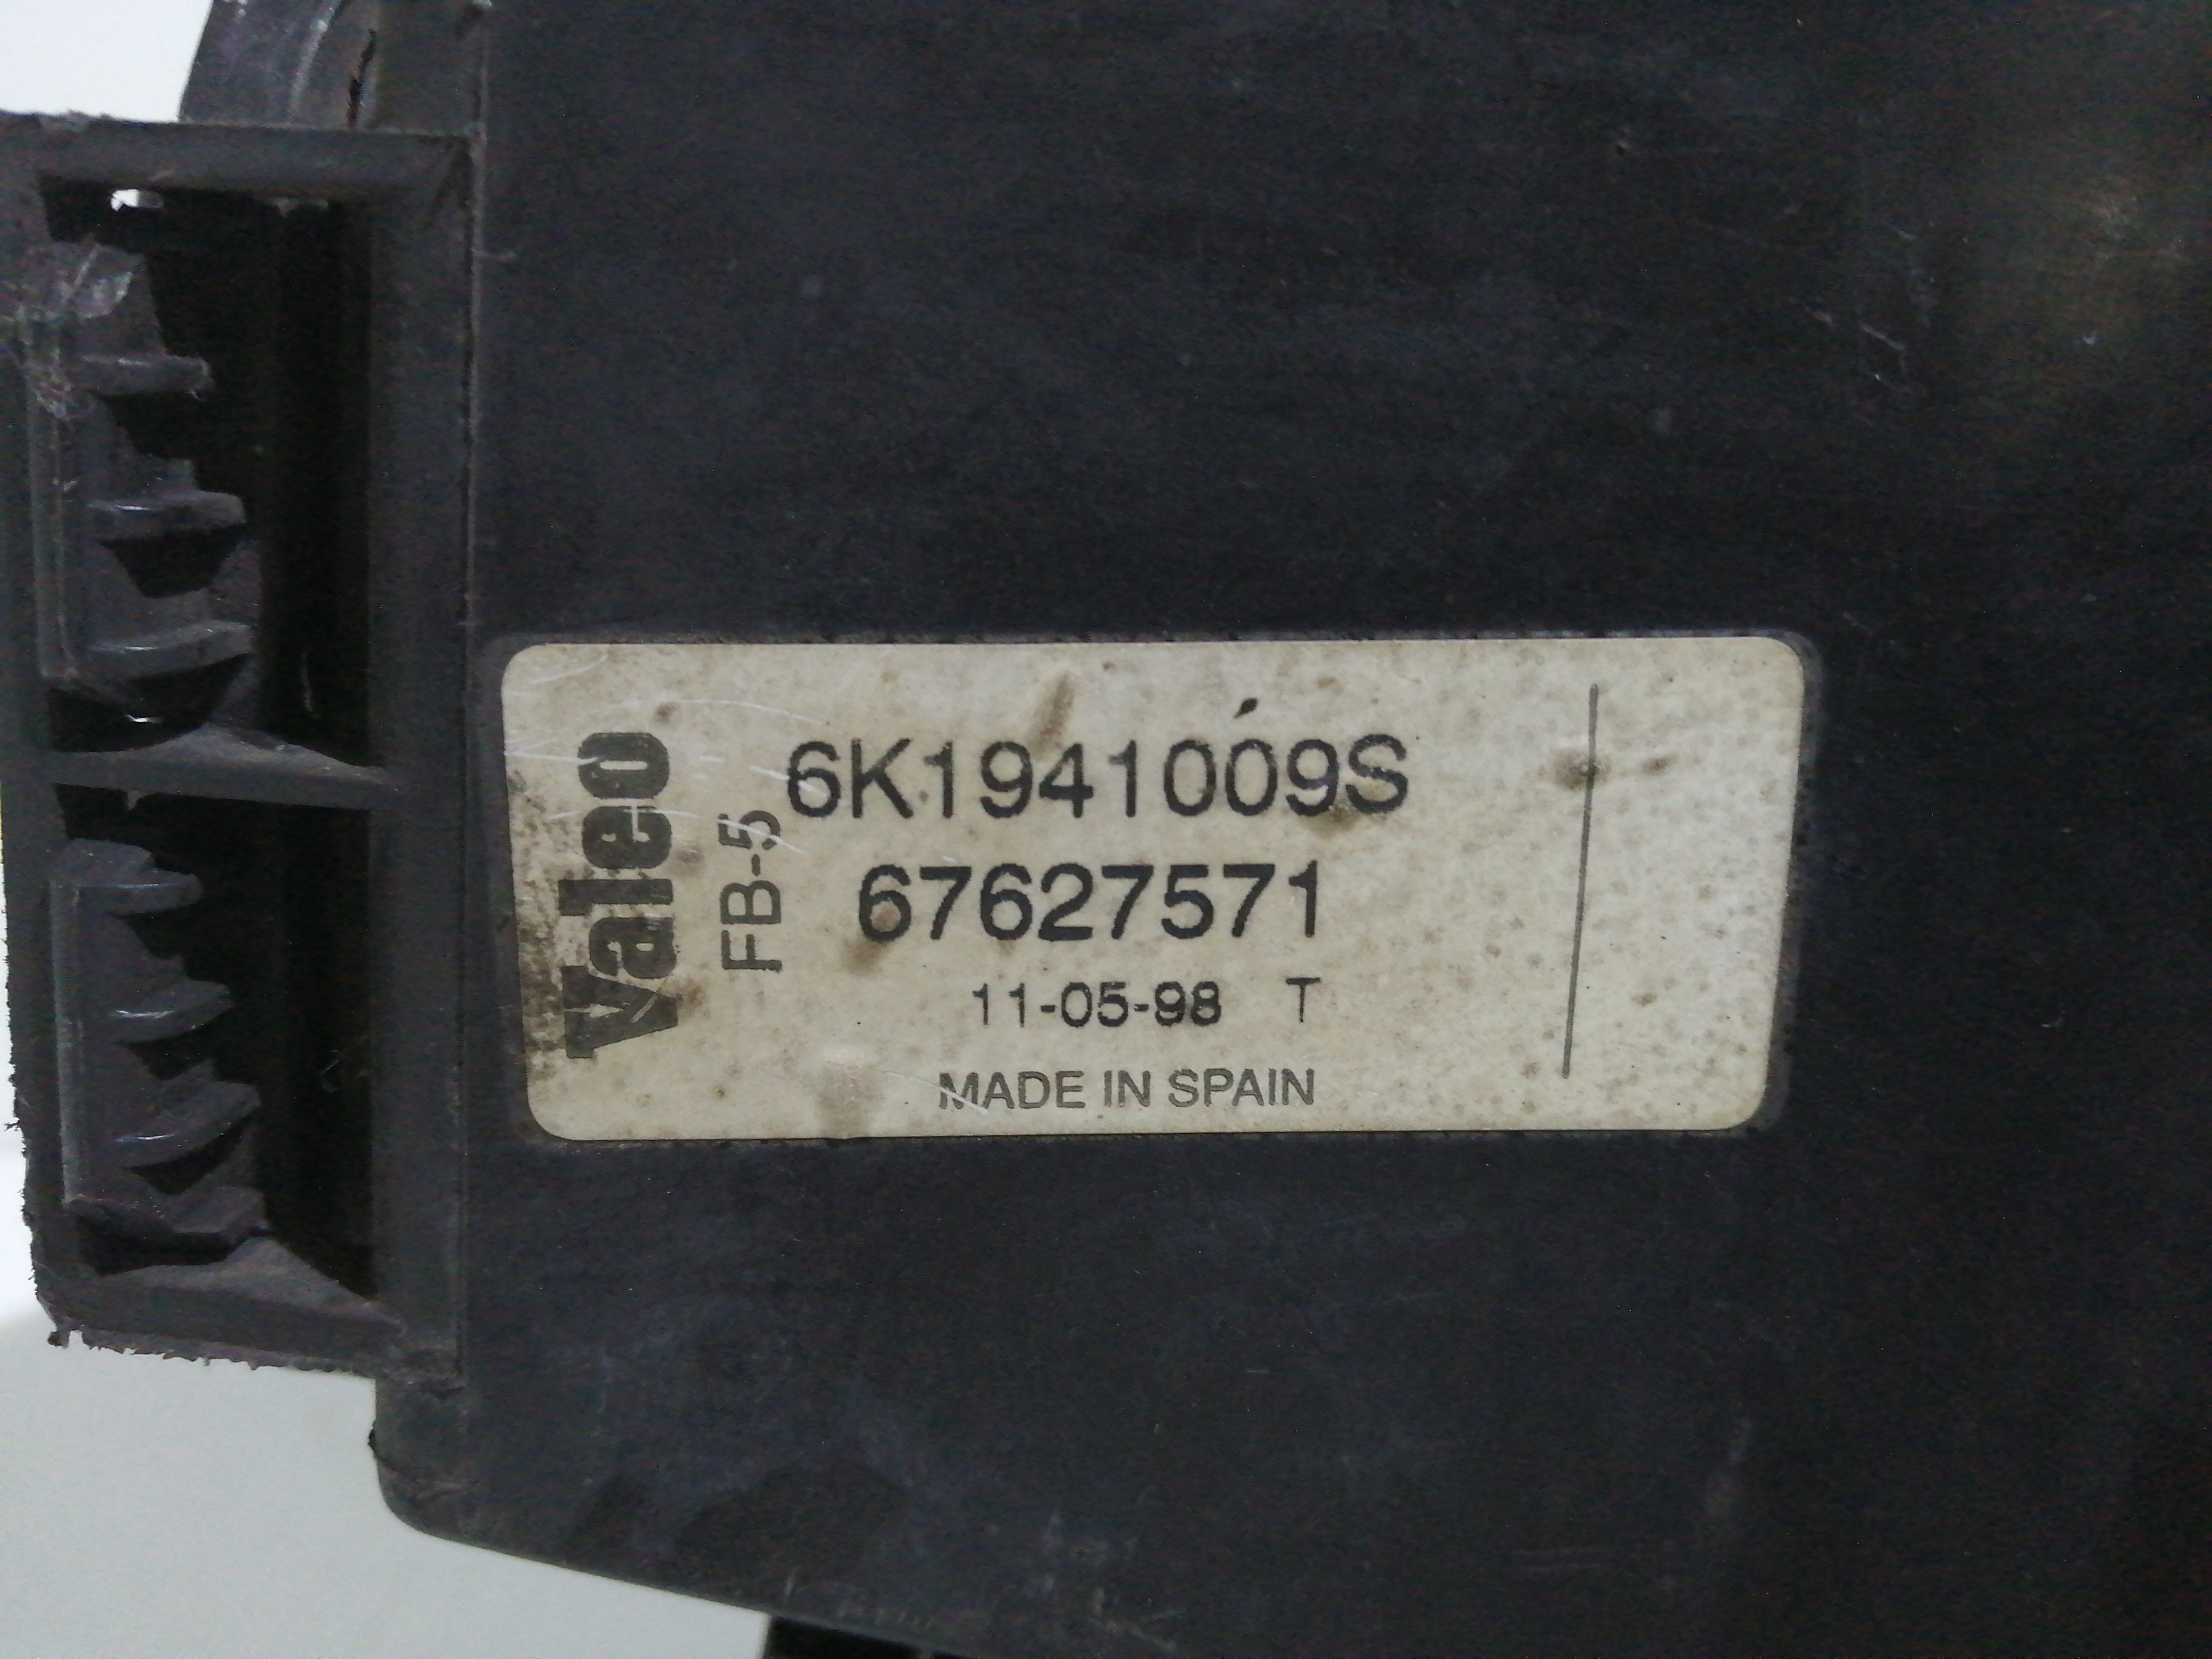 Valeo
FB-5
6K1941009S
67627571
11-05-98 T
MADE IN SPAIN